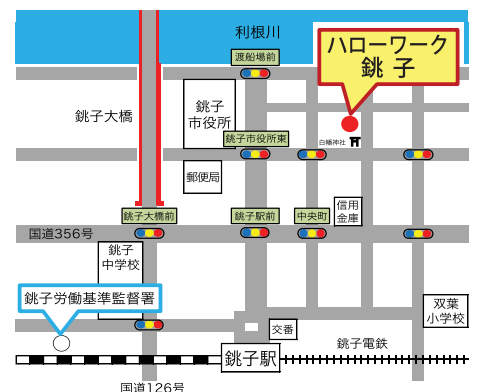 利根川
渡船場前
ハローワーク
銚子
銚子大橋
銚子
市役所
銚子市役所東
白幡神社
郵便局
銚子大橋前
銚子駅前
中央町
信用
金庫
国道356号
銚子
中学校
銚子労働基準監督署
双葉
小学校
交番
銚子駅
銚子電鉄
国道126号